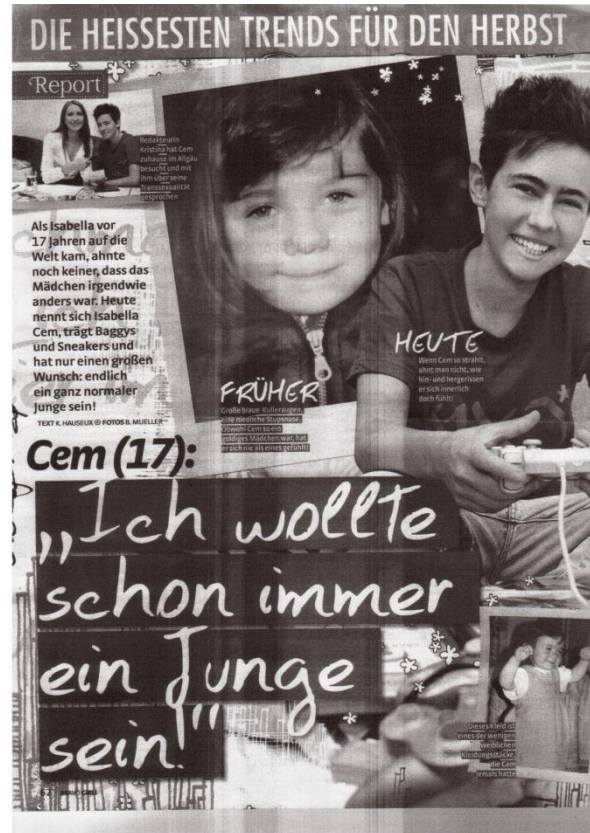 DIE HEISSESTEN TRENDS FÜR DEN HERBST
Report
Redakteurin
Kristina hat Cem
zuhause im Allgäu
besucht und mit
ihm über seine
Transsexualität
gesprochen
Als Isabella vor
17 Jahren auf die
Welt kam, ahnte
noch keiner, dass das
Mädchen irgendwie
anders war. Heute
nennt sich Isabella
Cem, trägt Baggys
und Sneakers und
hat nur einen großen
Wunsch: endlich
ein ganz normaler
Junge sein!
TEXT K. HAUSEUX FOTOS B. MUELLER
FRÜHER
Große blaue Kulleraugen,
eine niedliche Stupsnase.
Obwohl Cem so ein
goldiges Mädchen war, hat
er sich nie als eines gefühlt!
HEUTE
Wenn Cem so strahlt,
ahnt man nicht, wie
hin- und hergerissen
er sich innerlich
doch fühlt!
Cem (17):
„Ich wollte
schon immer
ein Junge
sein!"
Dieses Kleid ist
eines der wenigen
weiblichen
Kleidungsstücke,
die Cem
jemals hatte